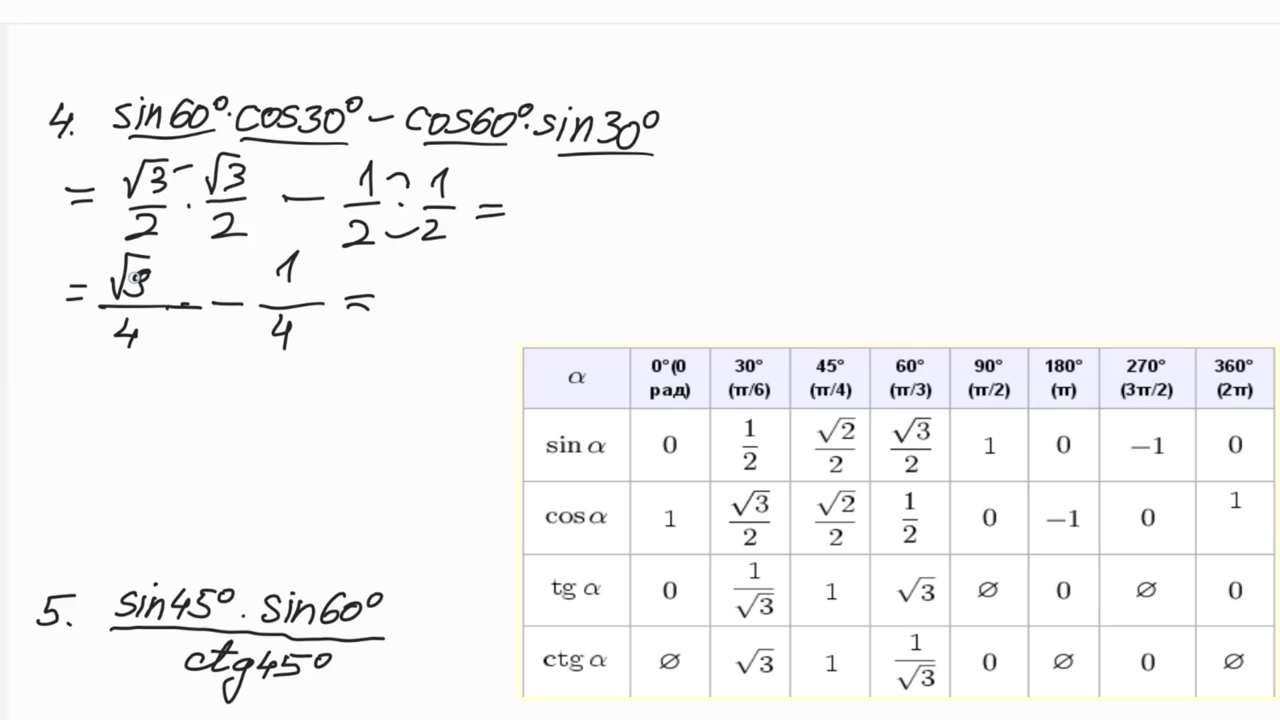 4. sin60°·cos30° − cos60°·sin30°
= √3/2 · √3/2 − 1/2 · 1/2 =
= √3/4 − 1/4 =
5. sin45° · sin60° / ctg45°
α 0°(0 рад) 30° (π/6) 45° (π/4) 60° (π/3) 90° (π/2) 180° (π) 270° (3π/2) 360° (2π)
sin α 0 1/2 √2/2 √3/2 1 0 −1 0
cos α 1 √3/2 √2/2 1/2 0 −1 0 1
tg α 0 1/√3 1 √3 ∅ 0 ∅ 0
ctg α ∅ √3 1 1/√3 0 ∅ 0 ∅